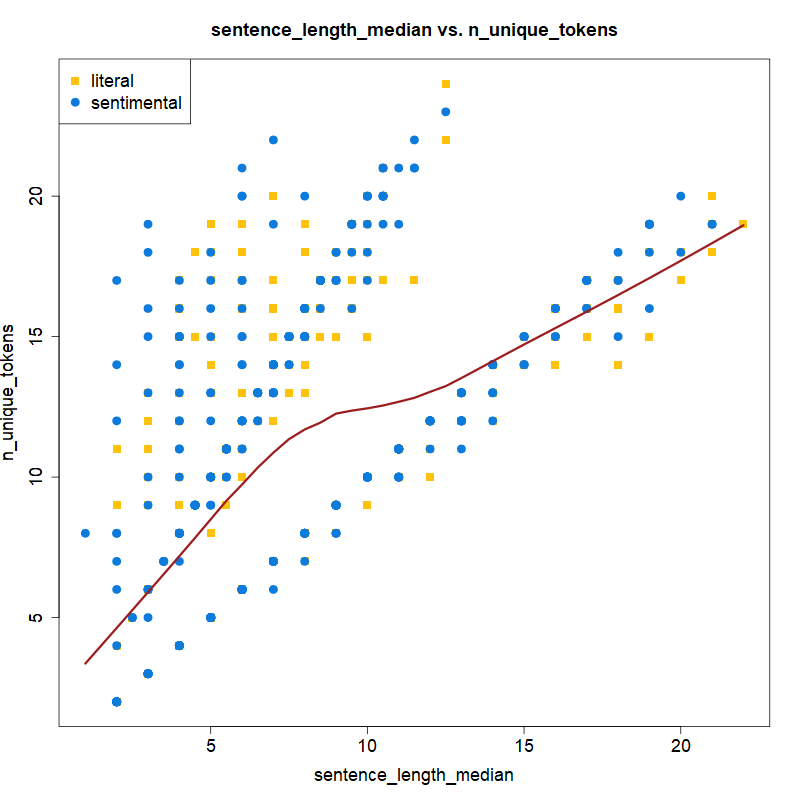 sentence_length_median vs. n_unique_tokens
literal
sentimental
n_unique_tokens
20
15
10
5
5 10 15 20
sentence_length_median